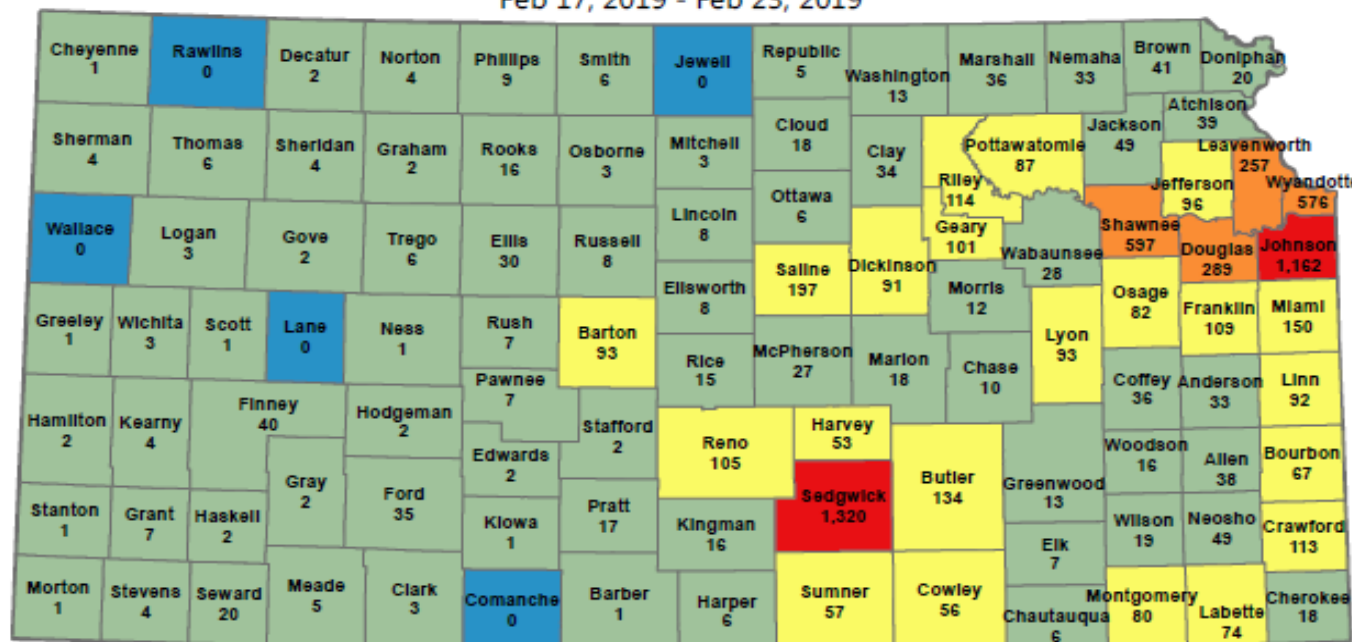 Feb 17, 2019 - Feb 23, 2019
Cheyenne
1
Rawlins
0
Decatur
2
Norton
4
Phillips
9
Smith
6
Jewell
0
Republic
5
Washington
13
Marshall
36
Nemaha
33
Brown
41
Doniphan
20
Atchison
39
Sherman
4
Thomas
6
Sheridan
4
Graham
2
Rooks
16
Osborne
3
Mitchell
3
Cloud
18
Clay
34
Riley
114
Pottawatomie
87
Jackson
49
Jefferson
96
Leavenworth
257
Wyandotte
576
Ottawa
6
Wallace
0
Logan
3
Gove
2
Trego
6
Ellis
30
Russell
8
Lincoln
8
Saline
197
Dickinson
91
Geary
101
Wabaunsee
28
Shawnee
597
Douglas
289
Johnson
1,162
Ellsworth
8
Morris
12
Osage
82
Franklin
109
Miami
150
Greeley
1
Wichita
3
Scott
1
Lane
0
Ness
1
Rush
7
Barton
93
Rice
15
McPherson
27
Marion
18
Chase
10
Lyon
93
Coffey
36
Anderson
33
Linn
92
Pawnee
7
Hamilton
2
Kearny
4
Finney
40
Hodgeman
2
Stafford
2
Edwards
2
Reno
105
Harvey
53
Butler
134
Greenwood
13
Woodson
16
Allen
38
Bourbon
67
Gray
2
Ford
35
Sedgwick
1,320
Stanton
1
Grant
7
Haskell
2
Kiowa
1
Pratt
17
Kingman
16
Elk
7
Wilson
19
Neosho
49
Crawford
113
Morton
1
Stevens
4
Seward
20
Meade
5
Clark
3
Comanche
0
Barber
1
Harper
6
Sumner
57
Cowley
56
Chautauqua
6
Montgomery
80
Labette
74
Cherokee
18